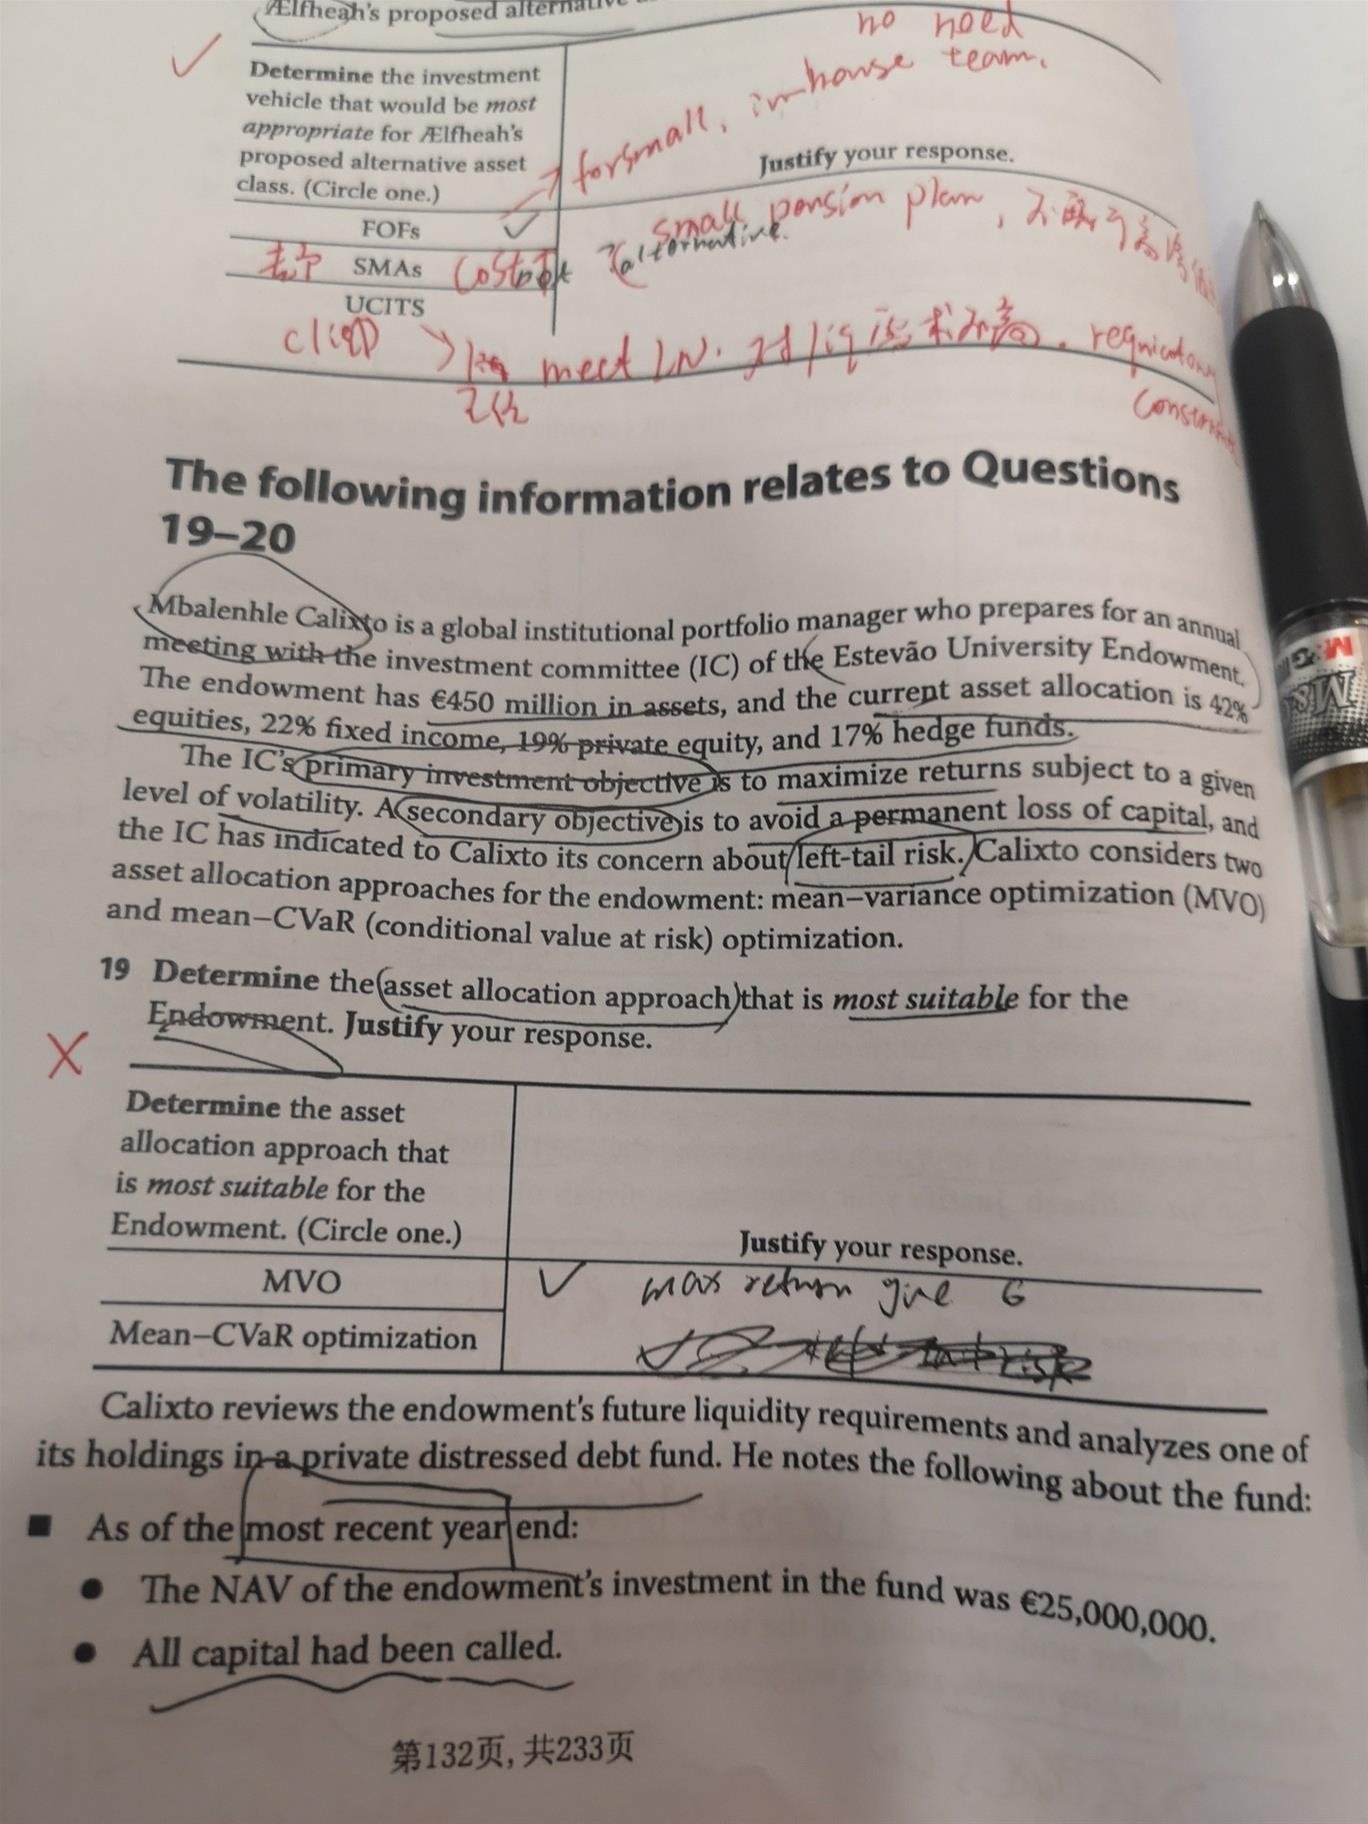 Ælfheah's proposed alternative
no need
in-house team.
for small,
Determine the investment
vehicle that would be most
appropriate for Ælfheah's
proposed alternative asset
class. (Circle one.)
Justify your response.
FOFs
small pension plan,
SMAs
alternative.
UCITS
meet
The following information relates to Questions
19–20
Mbalenhle Calixto is a global institutional portfolio manager who prepares for an annual
meeting with the investment committee (IC) of the Estevão University Endowment.
The endowment has €450 million in assets, and the current asset allocation is 42%
equities, 22% fixed income, 19% private equity, and 17% hedge funds.
The IC's primary investment objective is to maximize returns subject to a given
level of volatility. A secondary objective is to avoid a permanent loss of capital, and
the IC has indicated to Calixto its concern about left-tail risk. Calixto considers two
asset allocation approaches for the endowment: mean–variance optimization (MVO)
and mean–CVaR (conditional value at risk) optimization.
19 Determine the asset allocation approach that is most suitable for the
Endowment. Justify your response.
Determine the asset
allocation approach that
is most suitable for the
Endowment. (Circle one.)
Justify your response.
MVO
max return give 6
Mean–CVaR optimization
Calixto reviews the endowment's future liquidity requirements and analyzes one of
its holdings in a private distressed debt fund. He notes the following about the fund:
■ As of the most recent year end:
● The NAV of the endowment's investment in the fund was €25,000,000.
● All capital had been called.
第132页, 共233页